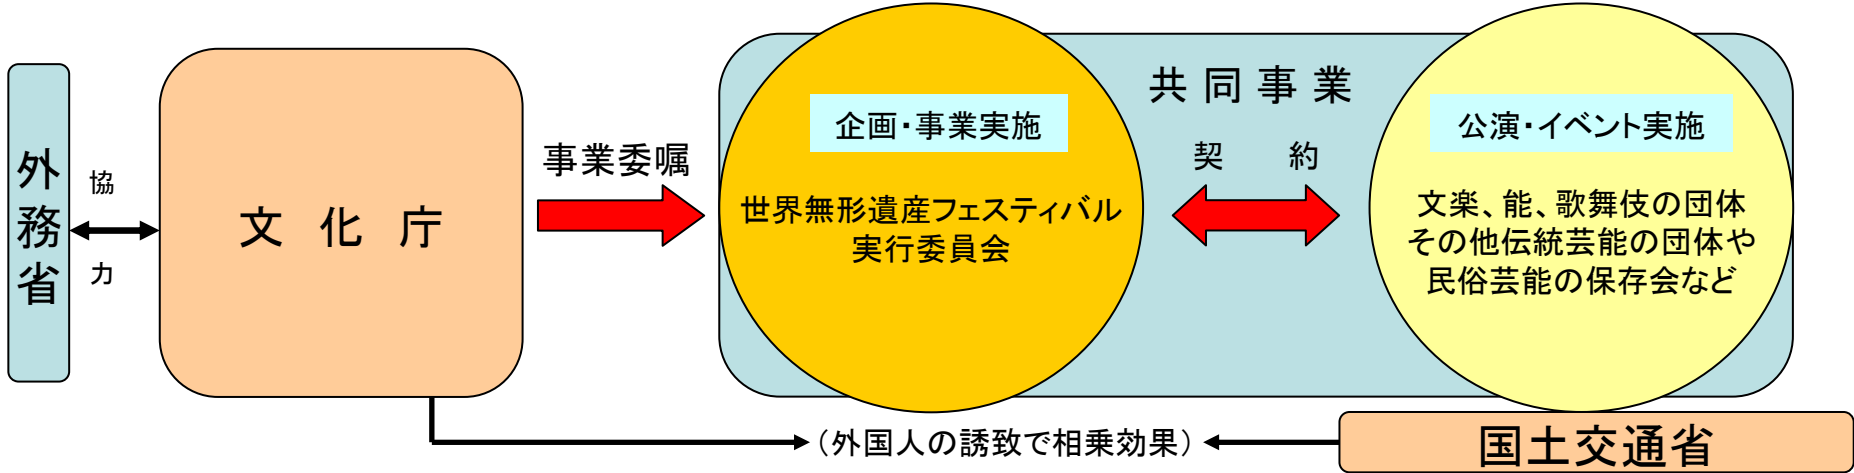 外務省
協
力
文 化 庁
事業委嘱
共 同 事 業
企画・事業実施
世界無形遺産フェスティバル
実行委員会
契 約
公演・イベント実施
文楽、能、歌舞伎の団体
その他伝統芸能の団体や
民俗芸能の保存会など
（外国人の誘致で相乗効果）
国土交通省